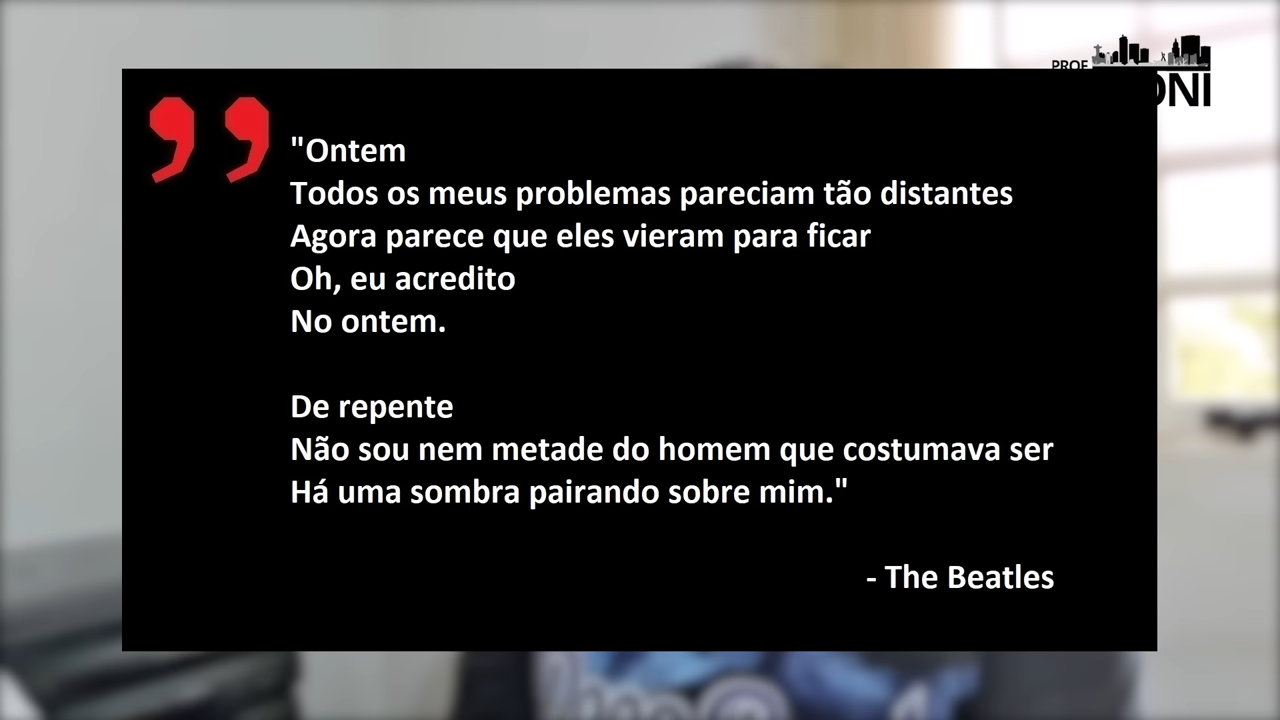 PROF
ONI
"Ontem
Todos os meus problemas pareciam tão distantes
Agora parece que eles vieram para ficar
Oh, eu acredito
No ontem.
De repente
Não sou nem metade do homem que costumava ser
Há uma sombra pairando sobre mim."
- The Beatles